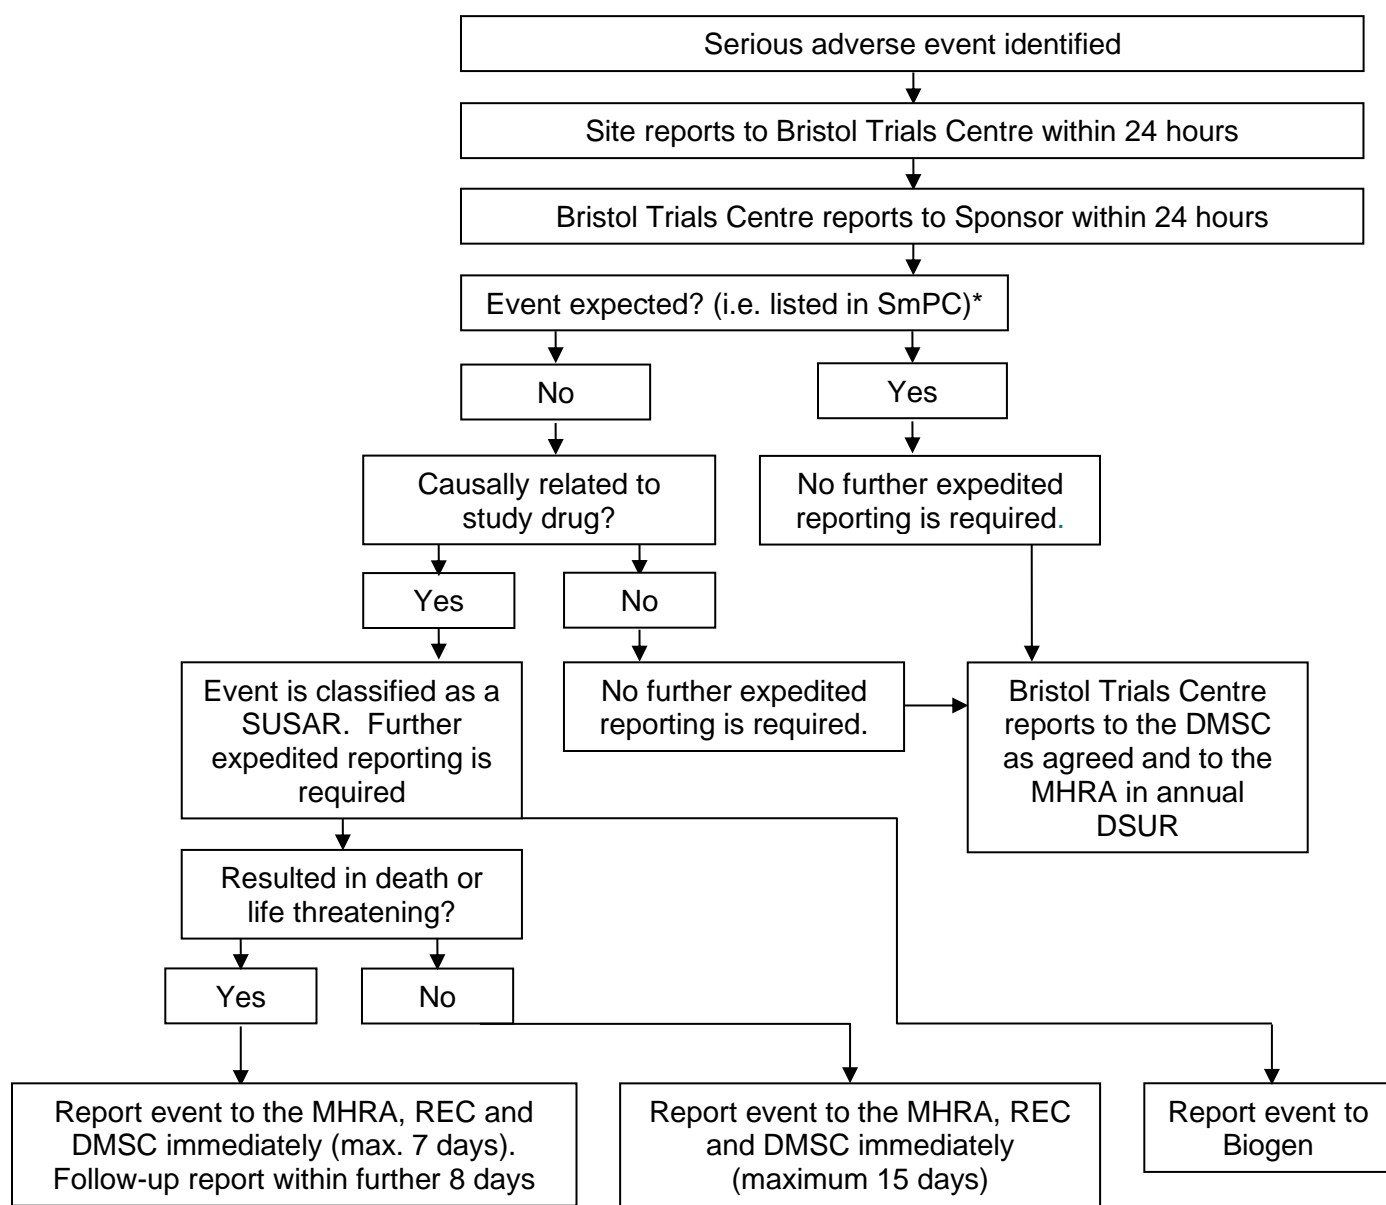 Serious adverse event identified
Site reports to Bristol Trials Centre within 24 hours
Bristol Trials Centre reports to Sponsor within 24 hours
Event expected? (i.e. listed in SmPC)*
No
Yes
Causally related to
study drug?
No further expedited
reporting is required.
Yes
No
Event is classified as a
SUSAR.  Further
expedited reporting is
required
No further expedited
reporting is required.
Bristol Trials Centre
reports to the DMSC
as agreed and to the
MHRA in annual
DSUR
Resulted in death or
life threatening?
Yes
No
Report event to the MHRA, REC and
DMSC immediately (max. 7 days).
Follow-up report within further 8 days
Report event to the MHRA, REC
and DMSC immediately
(maximum 15 days)
Report event to
Biogen